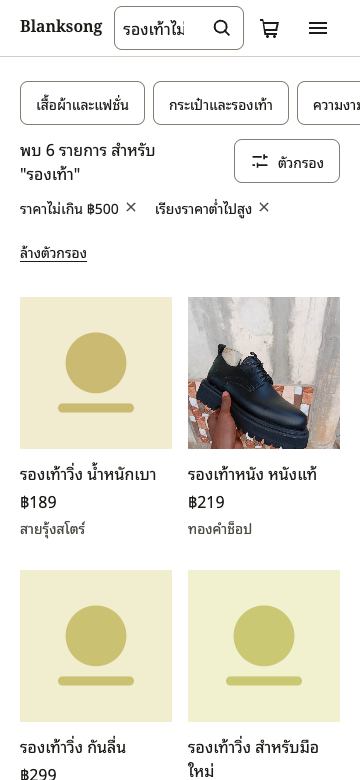 Blanksong
รองเท้าไม่
เสื้อผ้าและแฟชั่น
กระเป๋าและรองเท้า
ความงาม
พบ 6 รายการ สำหรับ
"รองเท้า"
ตัวกรอง
ราคาไม่เกิน ฿500
เรียงราคาต่ำไปสูง
ล้างตัวกรอง
รองเท้าวิ่ง น้ำหนักเบา
฿189
สายรุ้งสโตร์
รองเท้าหนัง หนังแท้
฿219
ทองคำช็อป
รองเท้าวิ่ง กันลื่น
฿299
รองเท้าวิ่ง สำหรับมือ
ใหม่